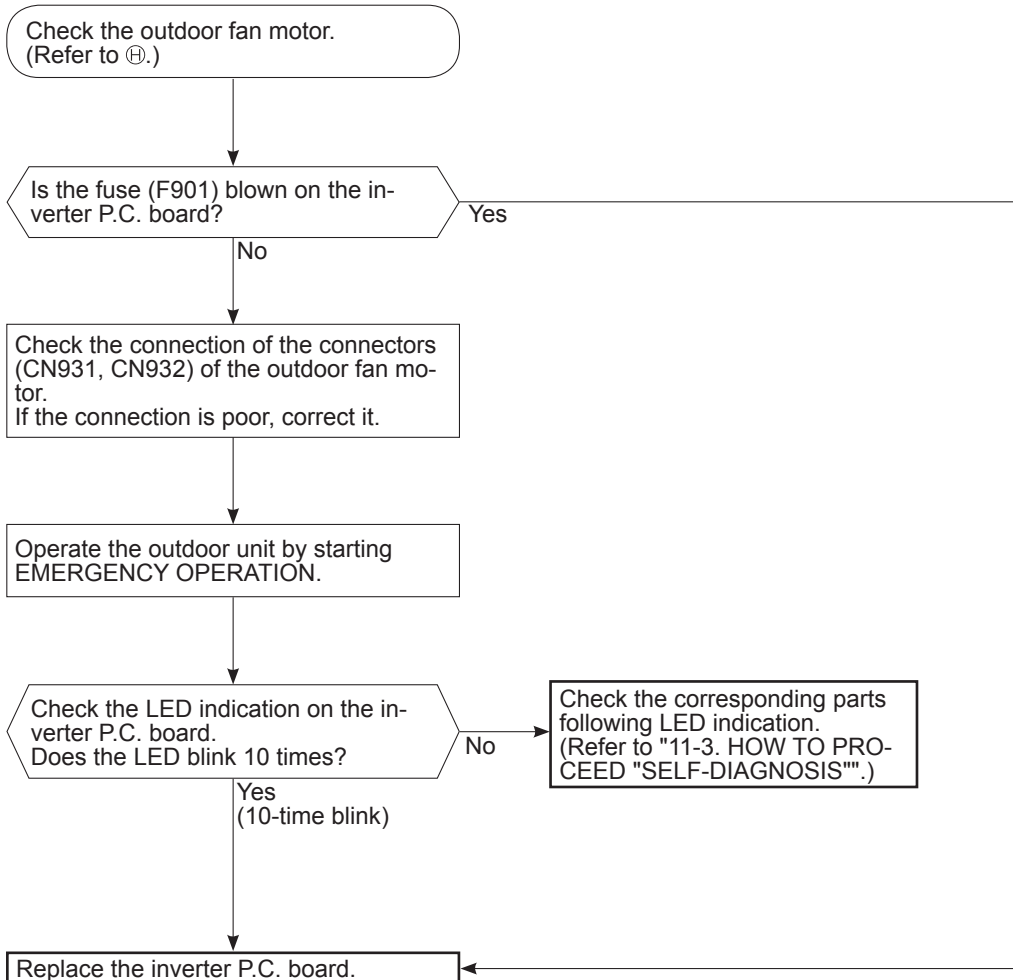 Check the outdoor fan motor.
(Refer to Ⓗ.)
Is the fuse (F901) blown on the in-
verter P.C. board?
Yes
No
Check the connection of the connectors
(CN931, CN932) of the outdoor fan mo-
tor.
If the connection is poor, correct it.
Operate the outdoor unit by starting
EMERGENCY OPERATION.
Check the LED indication on the in-
verter P.C. board.
Does the LED blink 10 times?
No
Check the corresponding parts
following LED indication.
(Refer to "11-3. HOW TO PRO-
CEED "SELF-DIAGNOSIS"".)
Yes
(10-time blink)
Replace the inverter P.C. board.